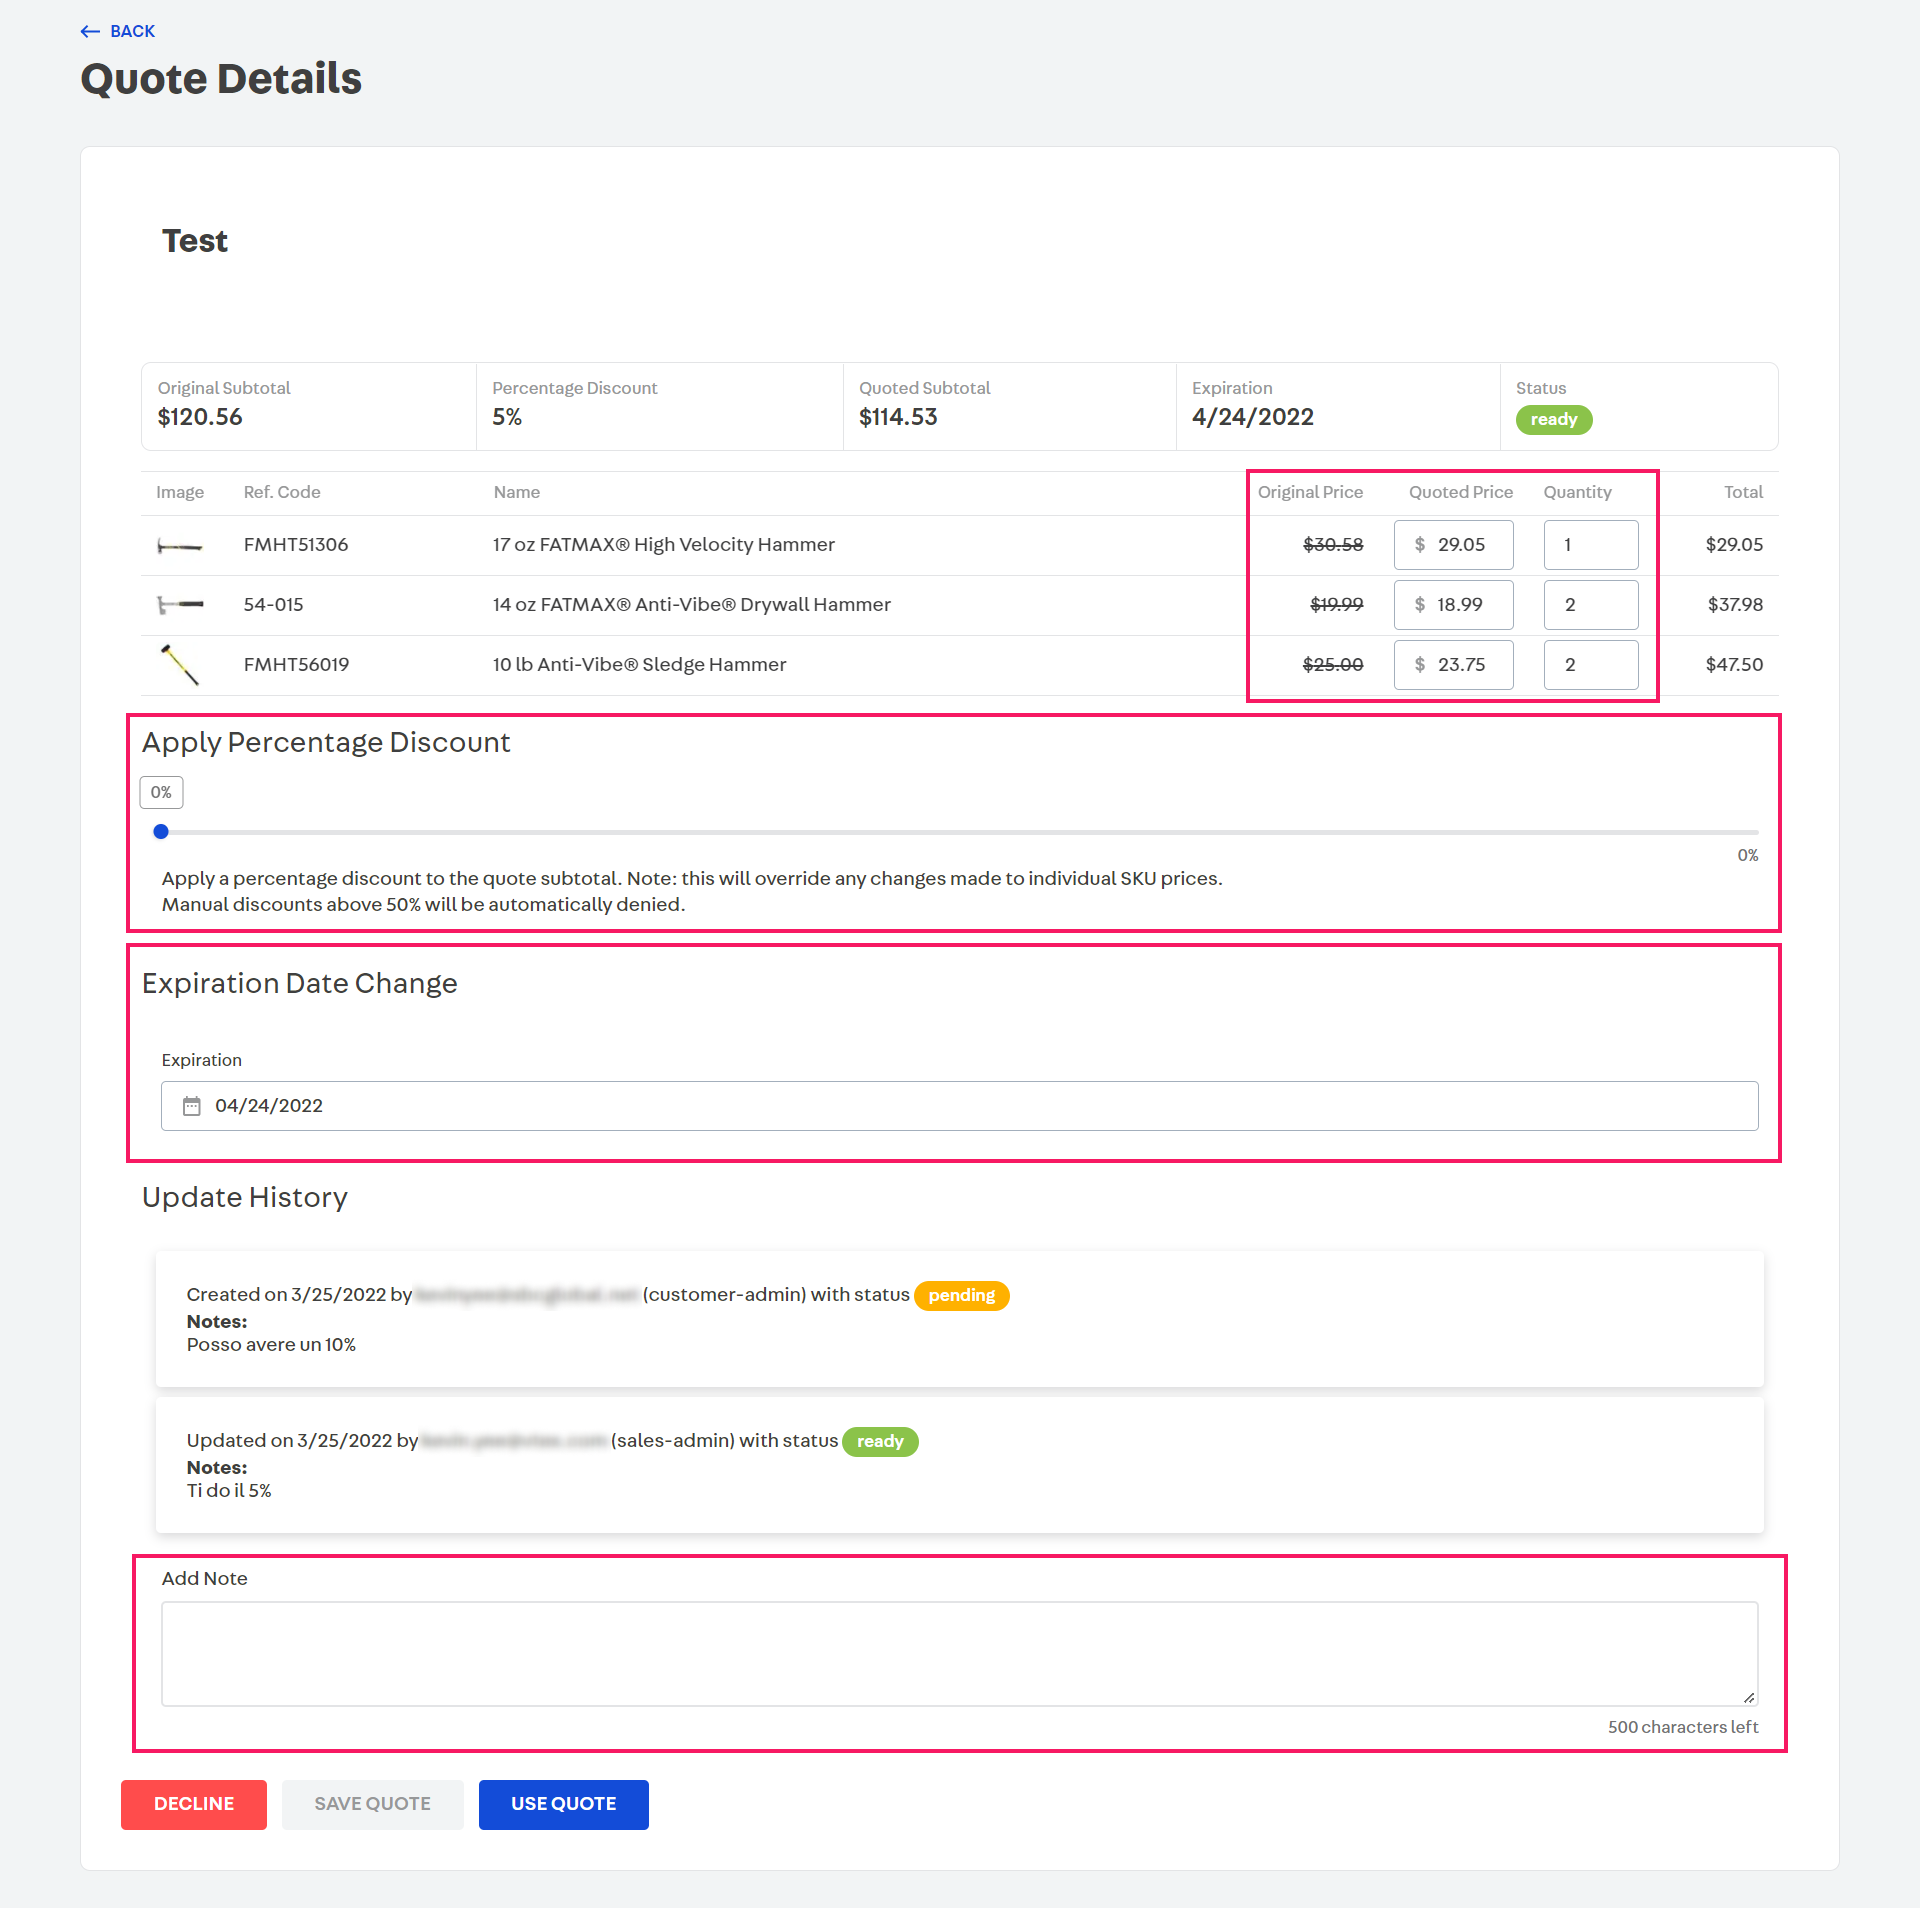 BACK
Quote Details
Test
Original Subtotal Percentage Discount Quoted Subtotal Expiration Status
$120.56 5% $114.53 4/24/2022 ready
Image Ref. Code Name Original Price Quoted Price Quantity Total
FMHT51306 17 oz FATMAX® High Velocity Hammer $30.58 $ 29.05 1 $29.05
54-015 14 oz FATMAX® Anti-Vibe® Drywall Hammer $19.99 $ 18.99 2 $37.98
FMHT56019 10 lb Anti-Vibe® Sledge Hammer $25.00 $ 23.75 2 $47.50
Apply Percentage Discount
0%
0%
Apply a percentage discount to the quote subtotal. Note: this will override any changes made to individual SKU prices.
Manual discounts above 50% will be automatically denied.
Expiration Date Change
Expiration
04/24/2022
Update History
Created on 3/25/2022 by (customer-admin) with status pending
Notes:
Posso avere un 10%
Updated on 3/25/2022 by (sales-admin) with status ready
Notes:
Ti do il 5%
Add Note
500 characters left
DECLINE SAVE QUOTE USE QUOTE